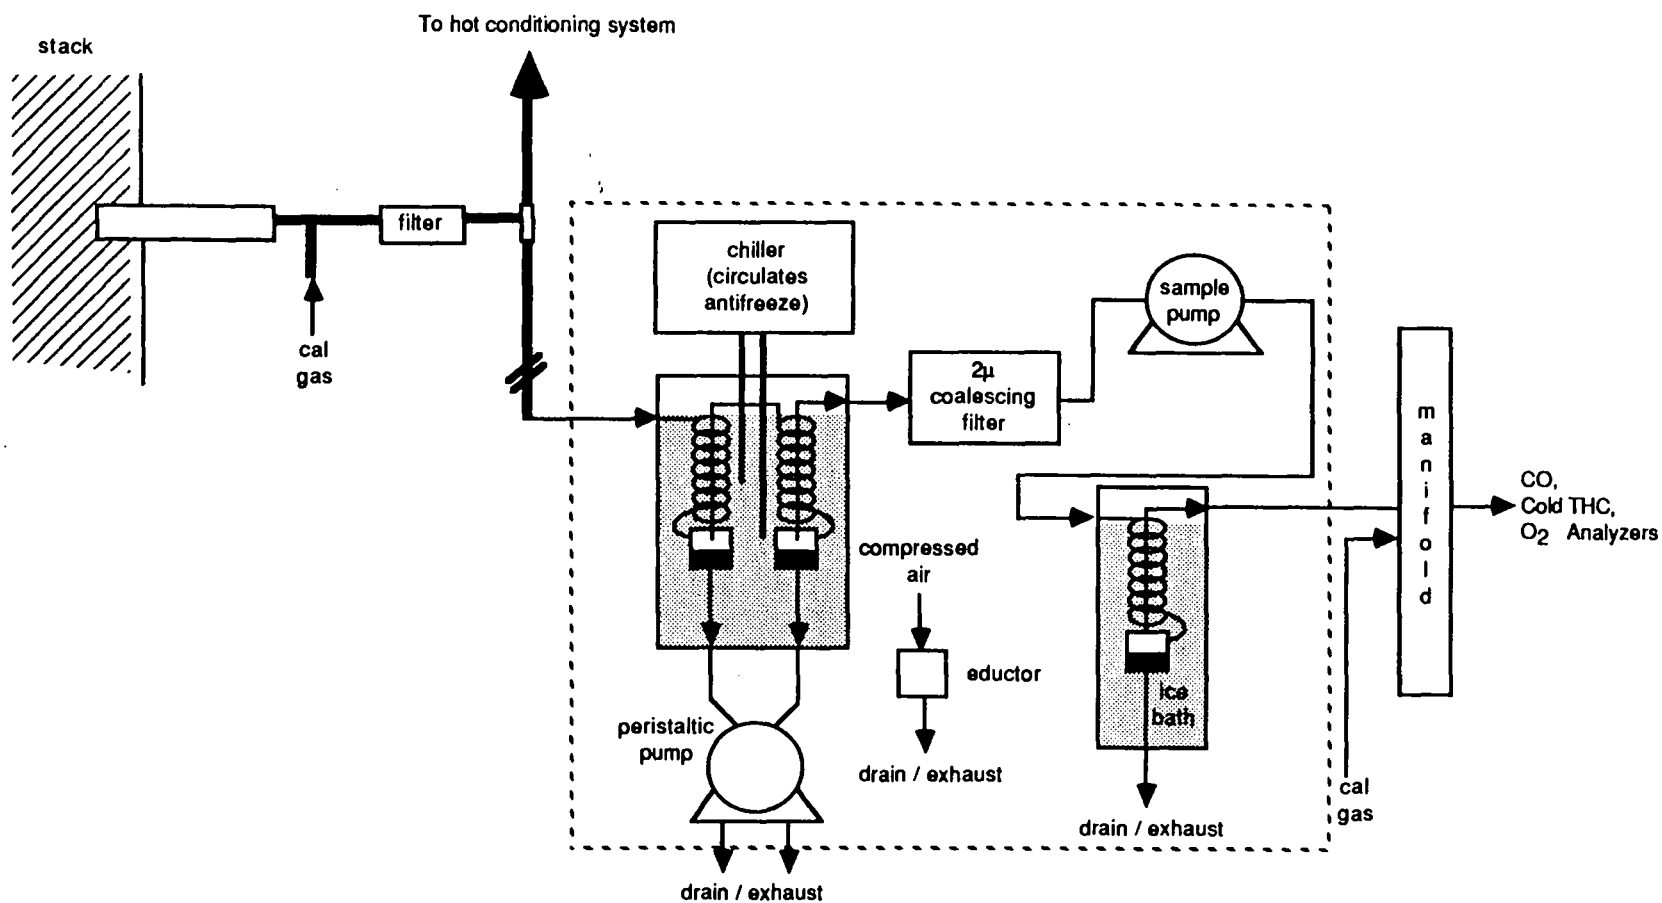 To hot conditioning system
stack
filter
cal
gas
chiller
(circulates
antifreeze)
sample
pump
2µ
coalescing
filter
manifold
CO,
Cold THC,
O2 Analyzers
compressed
air
eductor
drain / exhaust
peristaltic
pump
drain / exhaust
Ice
bath
drain / exhaust
cal
gas